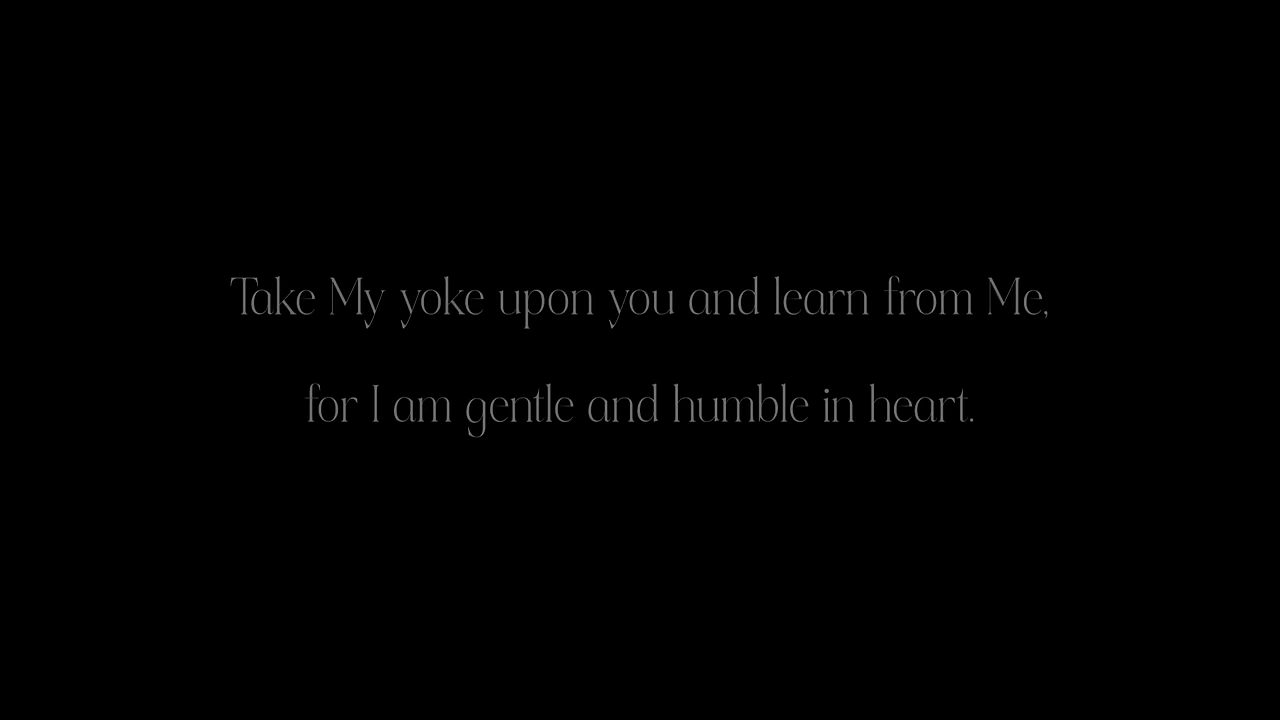 Take My yoke upon you and learn from Me,
for I am gentle and humble in heart.